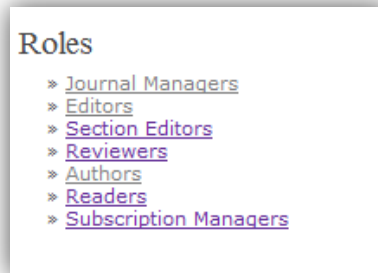 Roles
» Journal Managers
» Editors
» Section Editors
» Reviewers
» Authors
» Readers
» Subscription Managers